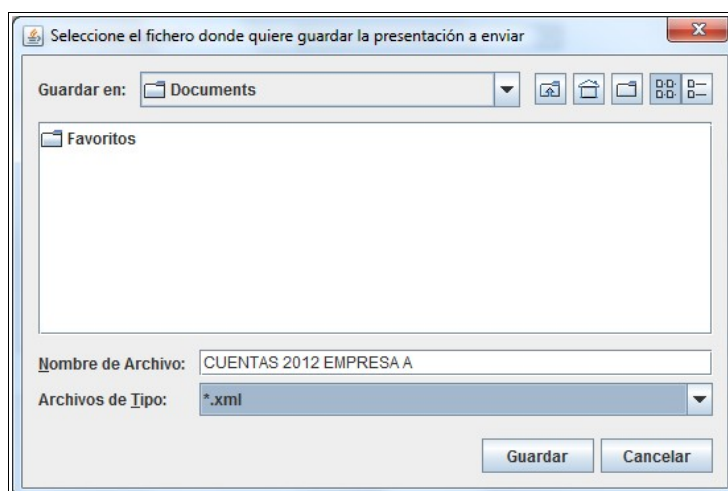 Seleccione el fichero donde quiere guardar la presentación a enviar
Guardar en: Documents
Favoritos
Nombre de Archivo: CUENTAS 2012 EMPRESA A
Archivos de Tipo: *.xml
Guardar Cancelar